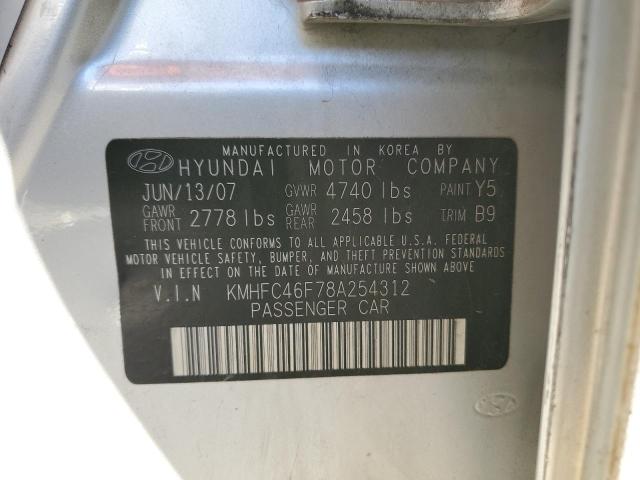 MANUFACTURED IN KOREA BY
HYUNDAI MOTOR COMPANY
JUN/13/07 GVWR 4740 lbs PAINT Y5
GAWR FRONT 2778 lbs GAWR REAR 2458 lbs TRIM B9
THIS VEHICLE CONFORMS TO ALL APPLICABLE U.S.A. FEDERAL
MOTOR VEHICLE SAFETY, BUMPER, AND THEFT PREVENTION STANDARDS
IN EFFECT ON THE DATE OF MANUFACTURE SHOWN ABOVE.
V.I.N KMHFC46F78A254312
PASSENGER CAR